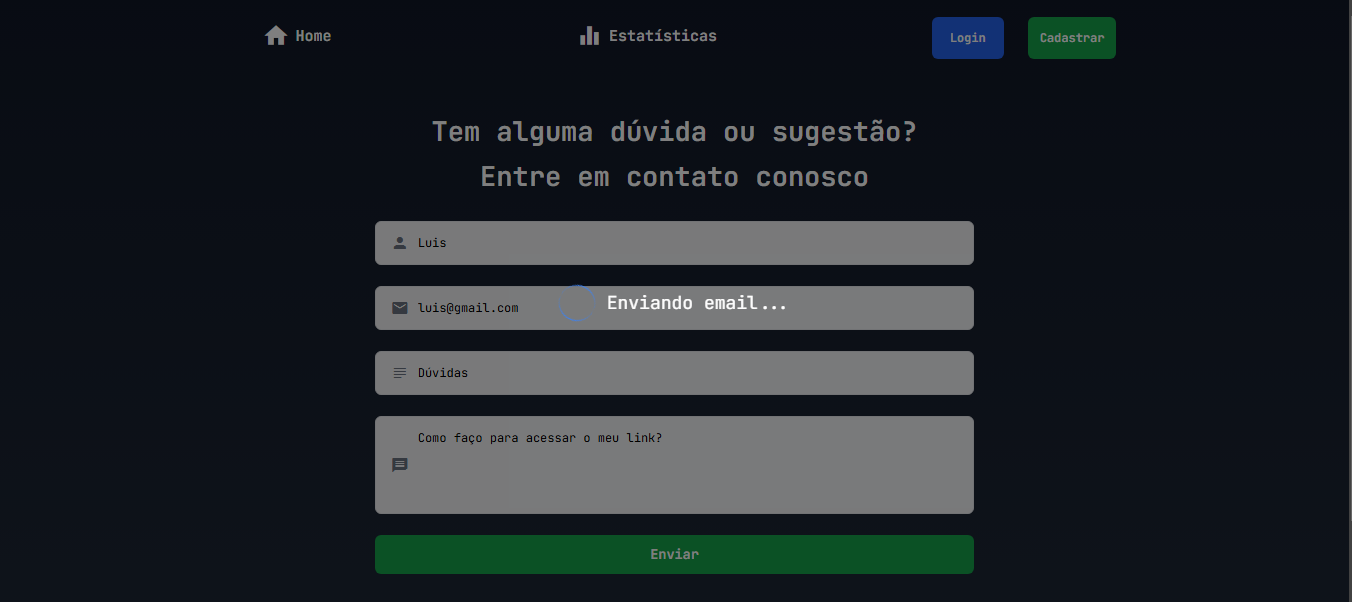 Home
Estatísticas
Login
Cadastrar
Tem alguma dúvida ou sugestão?
Entre em contato conosco
Luis
luis@gmail.com
Enviando email...
Dúvidas
Como faço para acessar o meu link?
Enviar